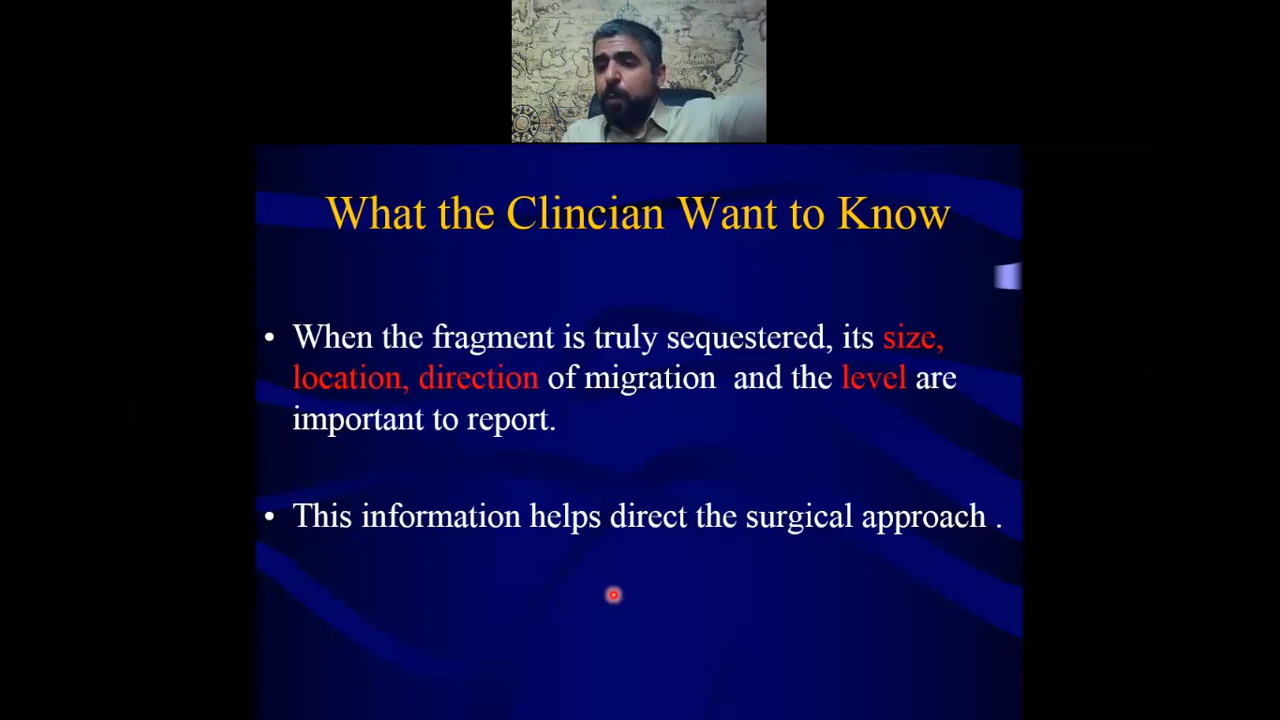 What the Clincian Want to Know
• When the fragment is truly sequestered, its size,
location, direction of migration and the level are
important to report.
• This information helps direct the surgical approach .